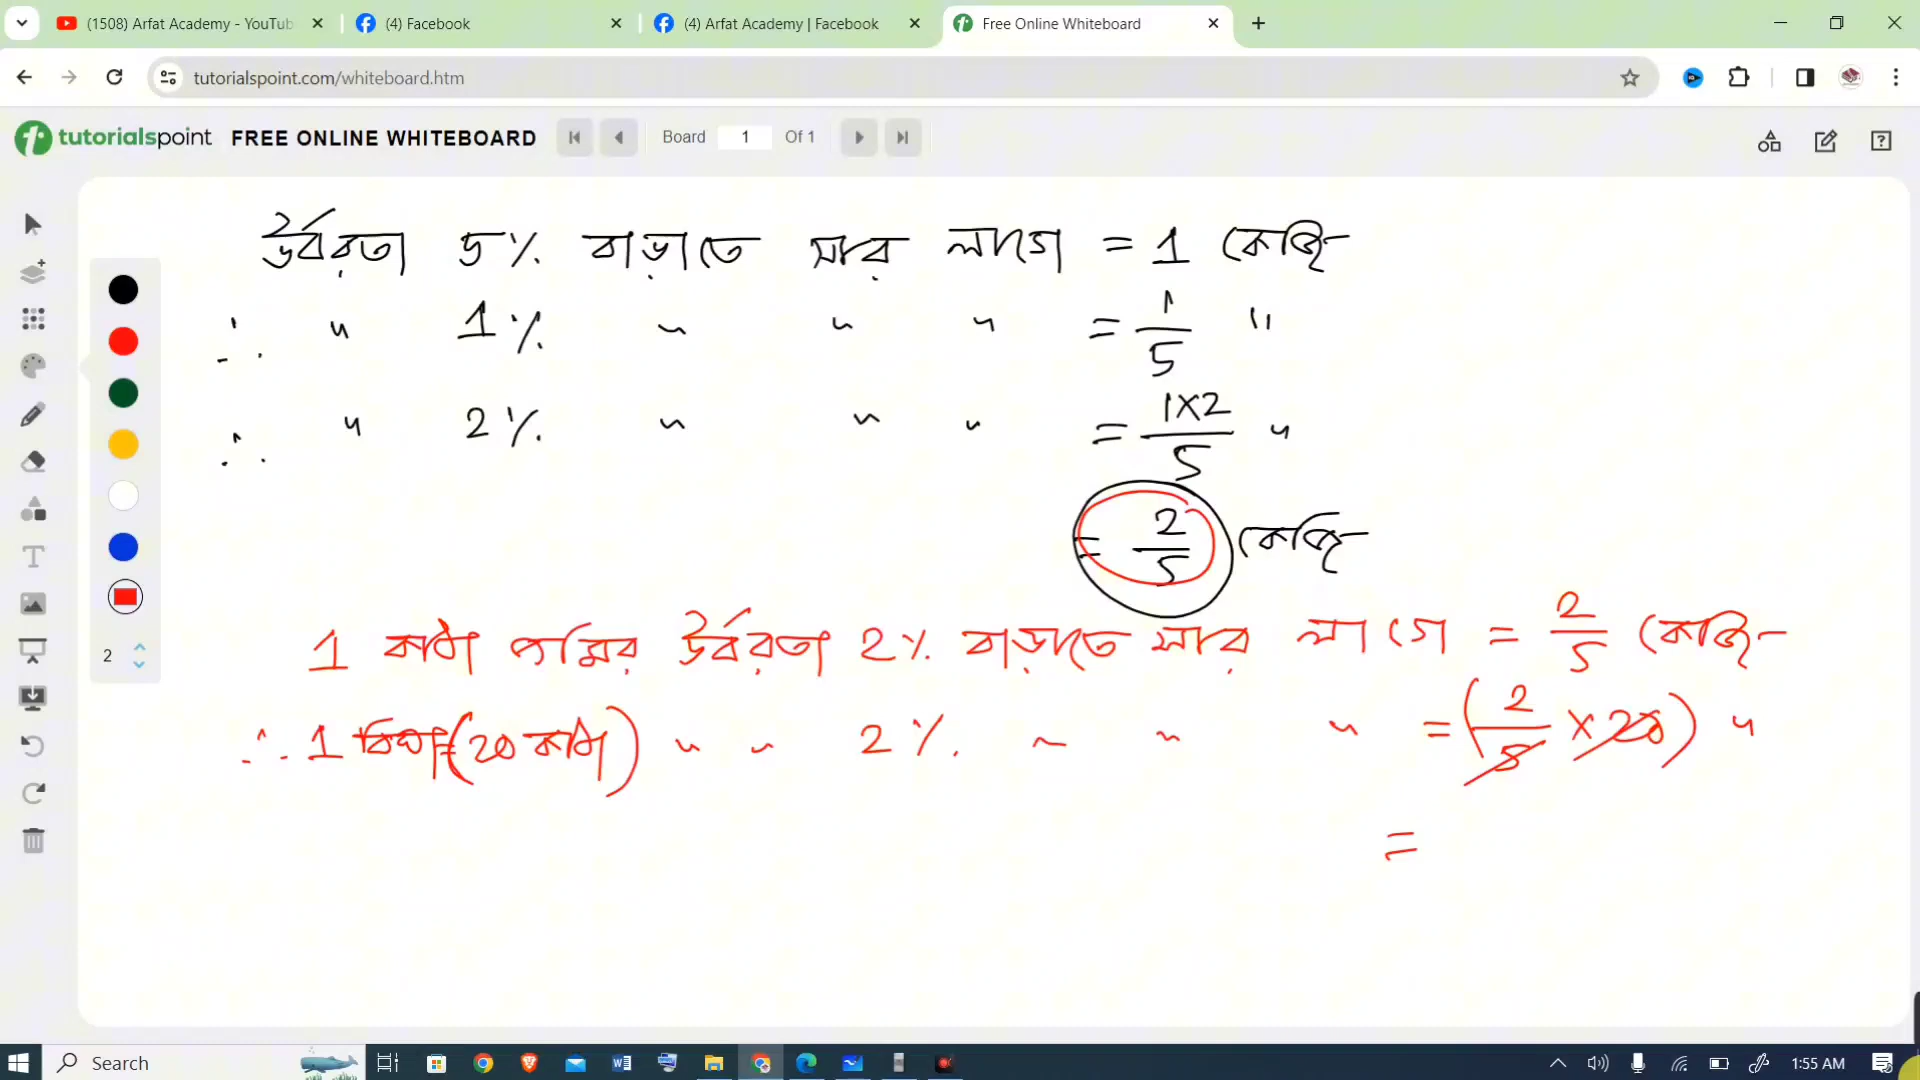 (1508) Arfat Academy - YouTub
(4) Facebook
(4) Arfat Academy | Facebook
Free Online Whiteboard
tutorialspoint.com/whiteboard.htm
tutorialspoint FREE ONLINE WHITEBOARD Board 1 Of 1
উর্বরতা 5% বাড়াতে সার লাগে = 1 কেজি
∴ " 1% " " " = 1/5 "
∴ " 2% " " " = 1×2/5 "
= 2/5 কেজি
1 কাঠা জমির উর্বরতা 2% বাড়াতে সার লাগে = 2/5 কেজি
∴ 1 বিঘা=(20 কাঠা) " " 2% " " " = (2/5 × 20) "
=
2
Search
1:55 AM